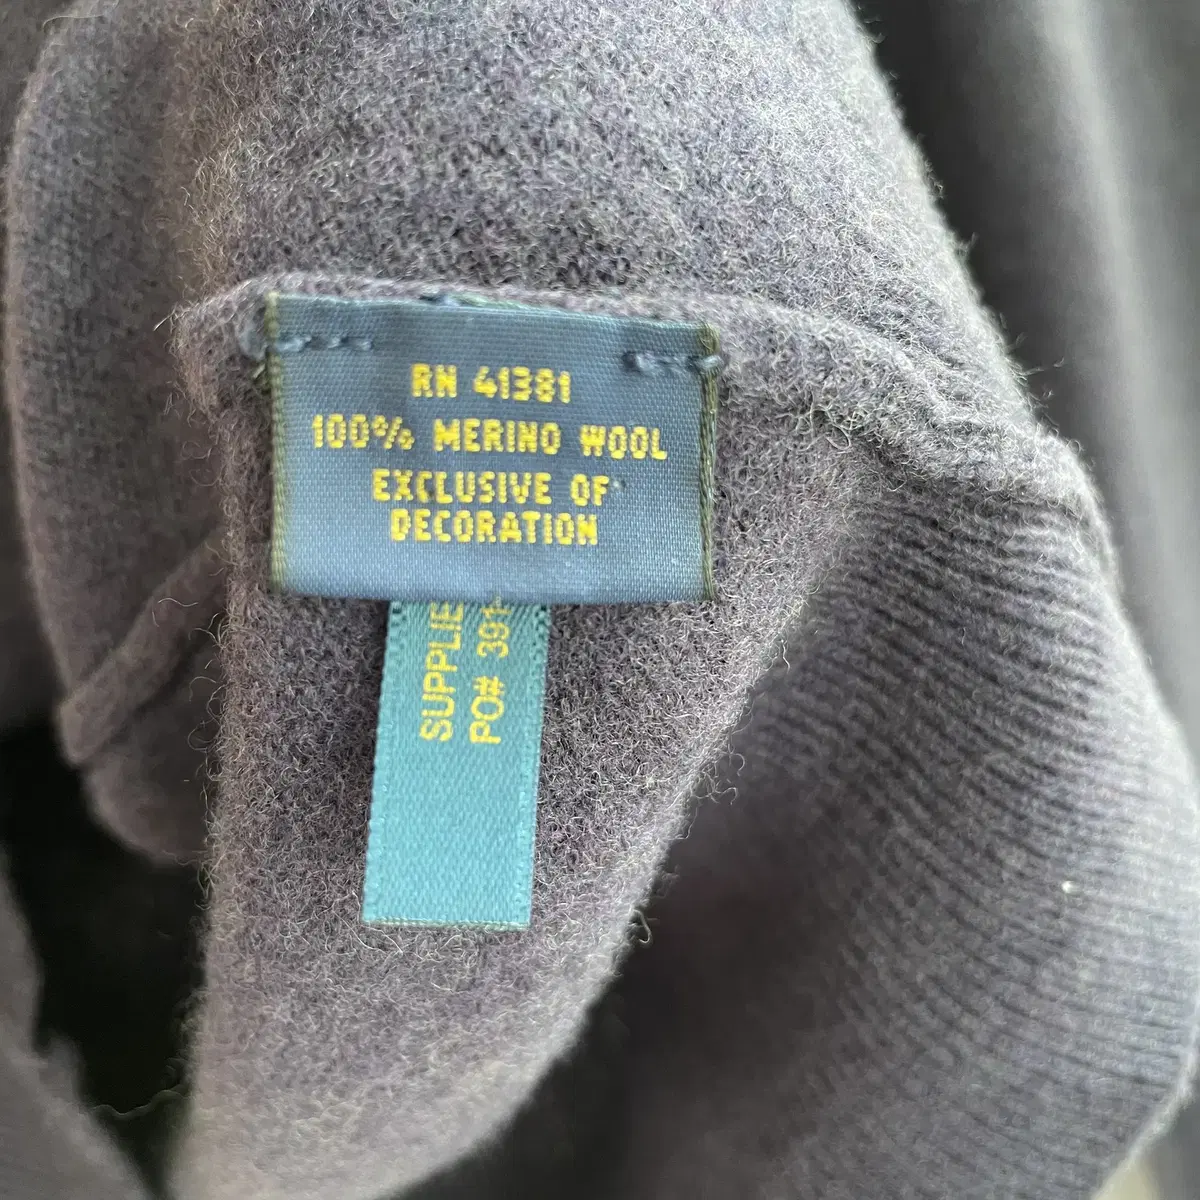 RN 41381
100% MERINO WOOL
EXCLUSIVE OF
DECORATION
SUPPLIE
PO# 391